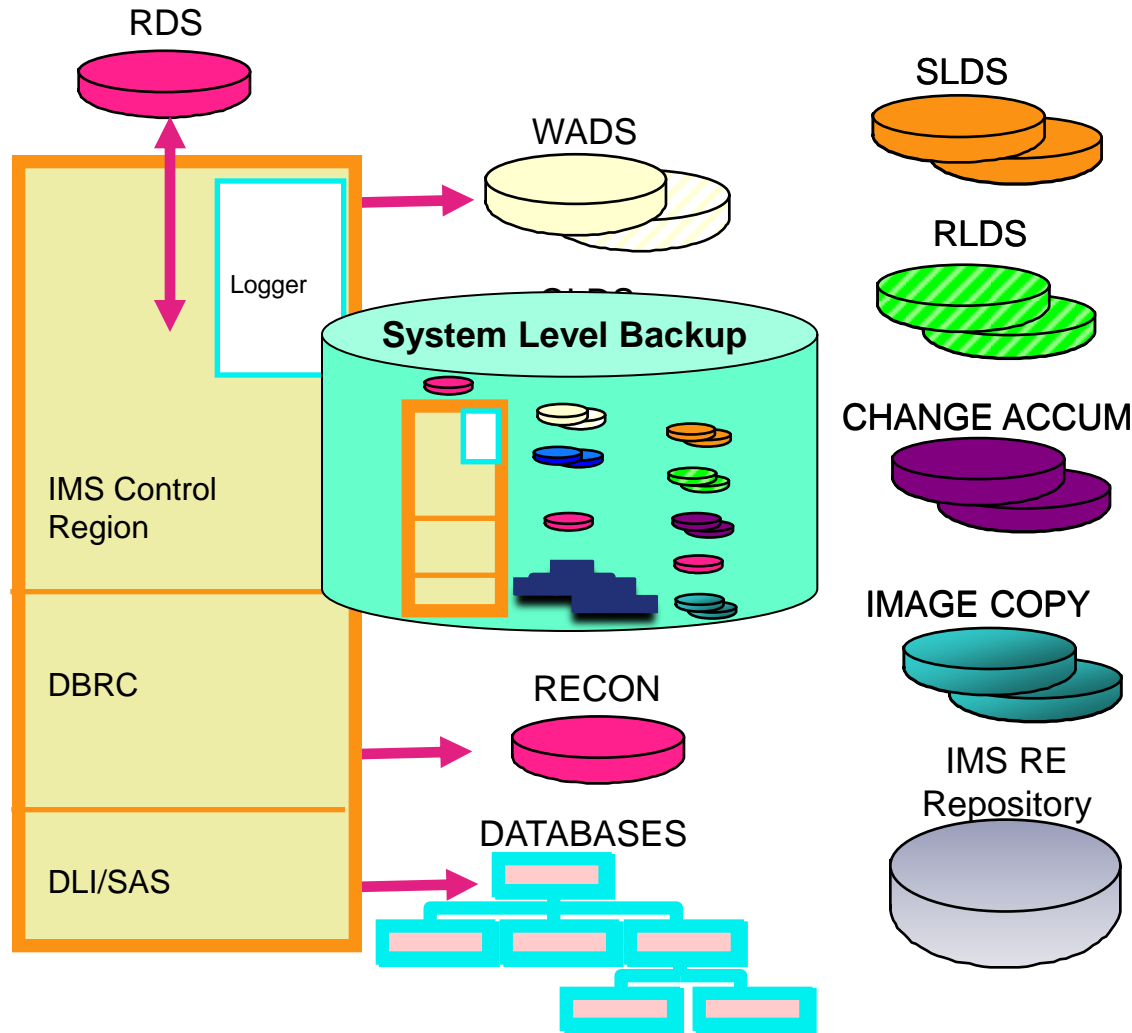 RDS
SLDS
WADS
RLDS
Logger
System Level Backup
CHANGE ACCUM
IMS Control
Region
IMAGE COPY
DBRC
RECON
IMS RE
Repository
DATABASES
DLI/SAS